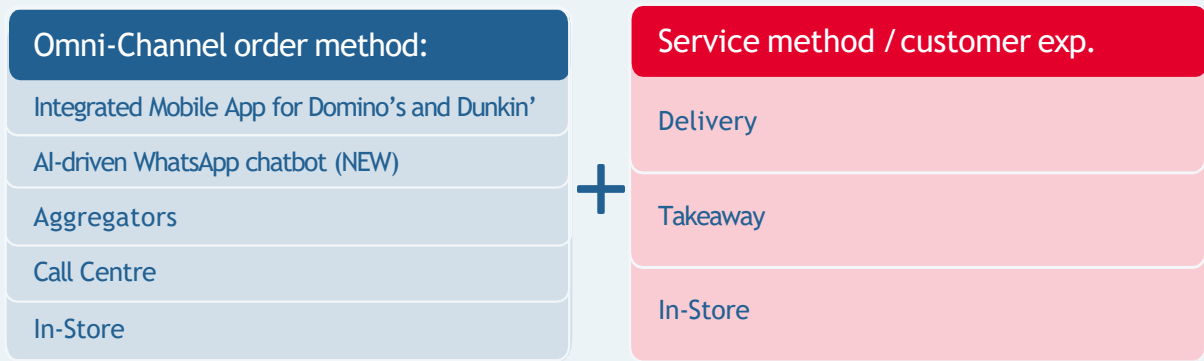 Omni-Channel order method:
Integrated Mobile App for Domino’s and Dunkin’
AI-driven WhatsApp chatbot (NEW)
Aggregators
Call Centre
In-Store
+
Service method / customer exp.
Delivery
Takeaway
In-Store